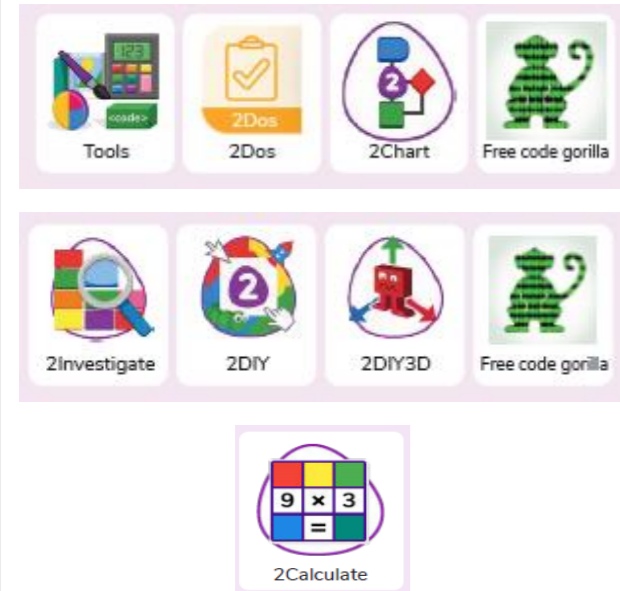 123
<code>
2
2Dos
Tools
2Dos
2Chart
Free code gorilla
2
2Investigate
2DIY
2DIY3D
Free code gorilla
9 × 3
=
2Calculate